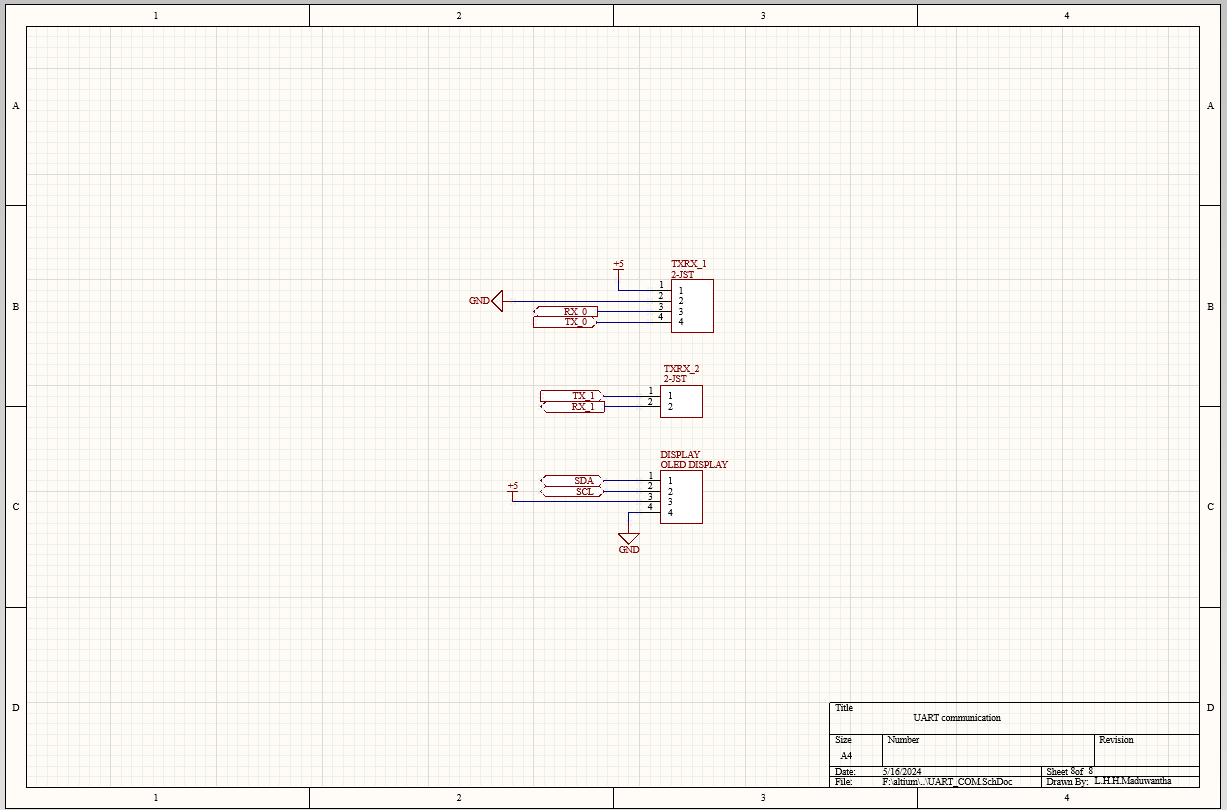 1 2 3 4
A A
+5 TXRX_1
2-JST
1 1
GND 2 2
B B
RX_0 3 3
TX_0 4 4
TXRX_2
2-JST
TX_1 1 1
RX_1 2 2
DISPLAY
OLED DISPLAY
SDA 1 1
+5 SCL 2 2
3 3
C C
4 4
GND
D D
Title
UART communication
Size Number Revision
A4
Date: 5/16/2024 Sheet 8of 8
File: F:\altium\..\UART_COM.SchDoc Drawn By: L.H.H.Maduwantha
1 2 3 4